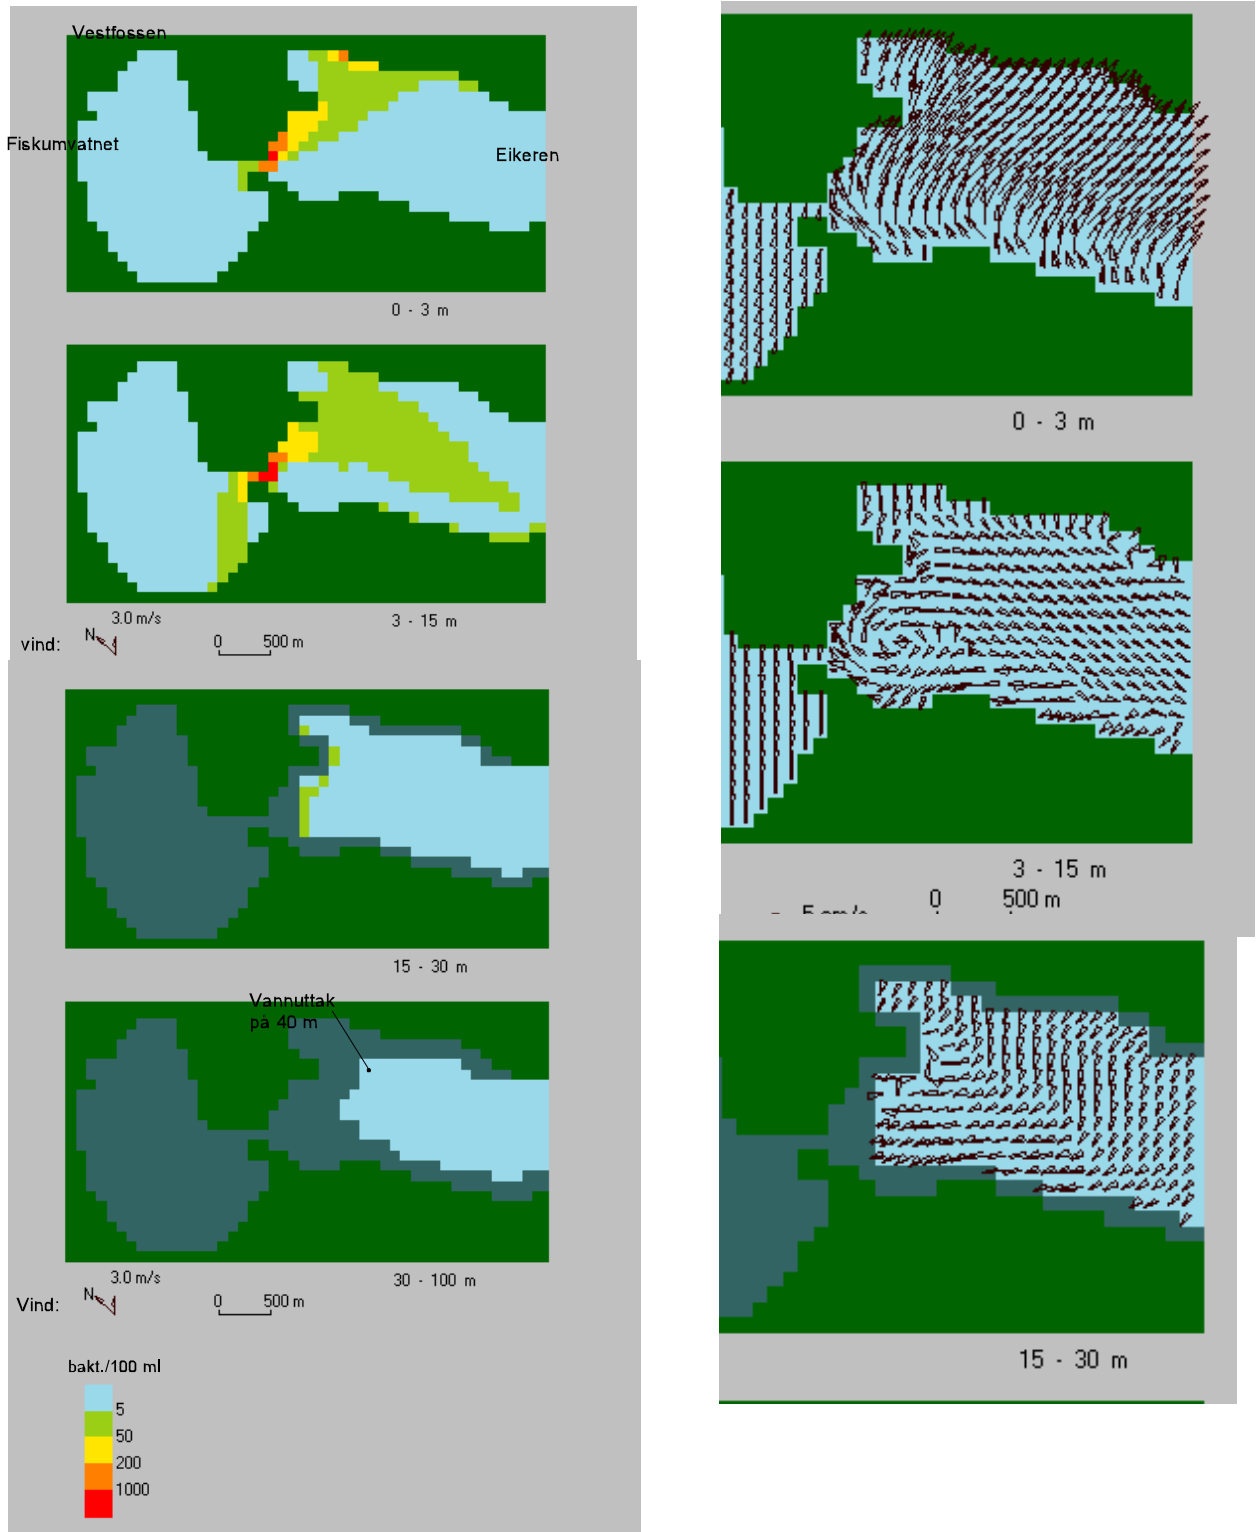 Vestfossen
Fiskumvatnet
Eikeren
0 - 3 m
3.0 m/s
3 - 15 m
vind:
N
0 500 m
15 - 30 m
Vannuttak
på 40 m
3.0 m/s
30 - 100 m
Vind:
N
0 500 m
bakt./100 ml
5
50
200
1000
0 - 3 m
3 - 15 m
0 500 m
15 - 30 m